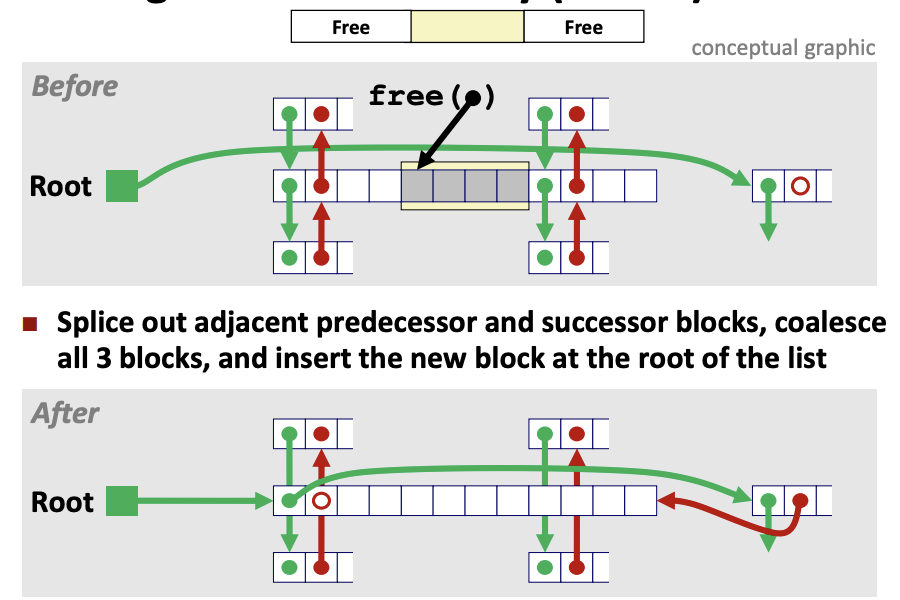 Free Free
conceptual graphic
Before
free( )
Root
■ Splice out adjacent predecessor and successor blocks, coalesce
all 3 blocks, and insert the new block at the root of the list
After
Root